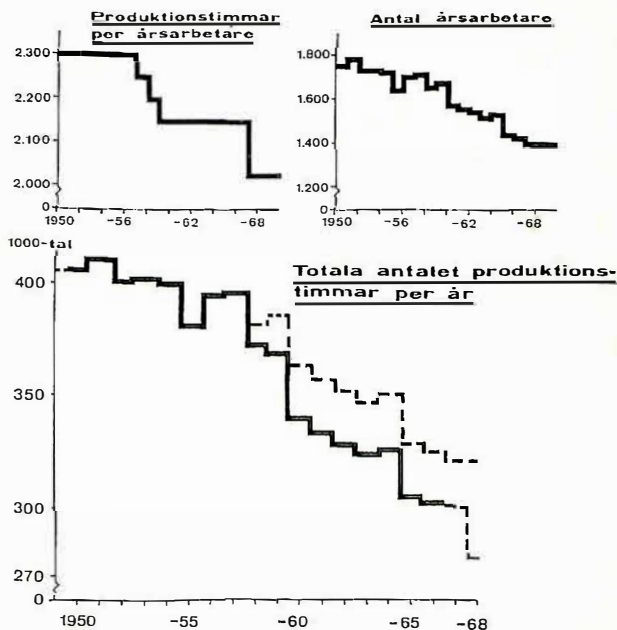 Produktionstimmar
per årsarbetare
2.300
2.200
2.100
2.000
0
1950 -56 -62 -68
Antal årsarbetare
1.800
1.600
1.400
1.200
0
1950 -56 -62 -68
1000-tal
Totala antalet produktions-
timmar per år
400
350
300
270
0
1950 -55 -60 -65 -68